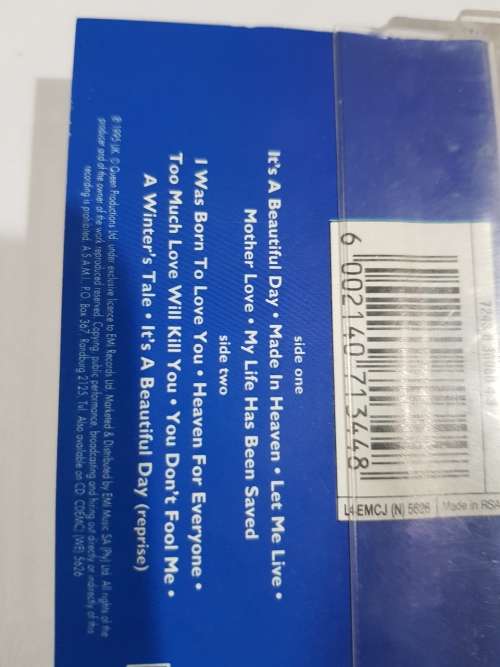 side one
It's A Beautiful Day • Made In Heaven • Let Me Live •
Mother Love • My Life Has Been Saved
side two
I Was Born To Love You • Heaven For Everyone •
Too Much Love Will Kill You • You Don't Fool Me •
A Winter's Tale • It's A Beautiful Day (reprise)
℗ 1995 UK. © Queen Productions Ltd. under exclusive licence to EMI Records Ltd. Marketed & Distributed by EMI Music SA (Pty) Ltd. All rights of the
producer and of the owner of the work reproduced reserved. Copying, public performance, broadcasting and hiring out directly or indirectly of this
recording is prohibited. A.S.A.M.I., P.O. Box 367, Randburg 2125, Tvl. Also available on CD: CDEMCJ (WE) 5626
6 002140 713448
L4EMCJ (N) 5626 Made in RSA